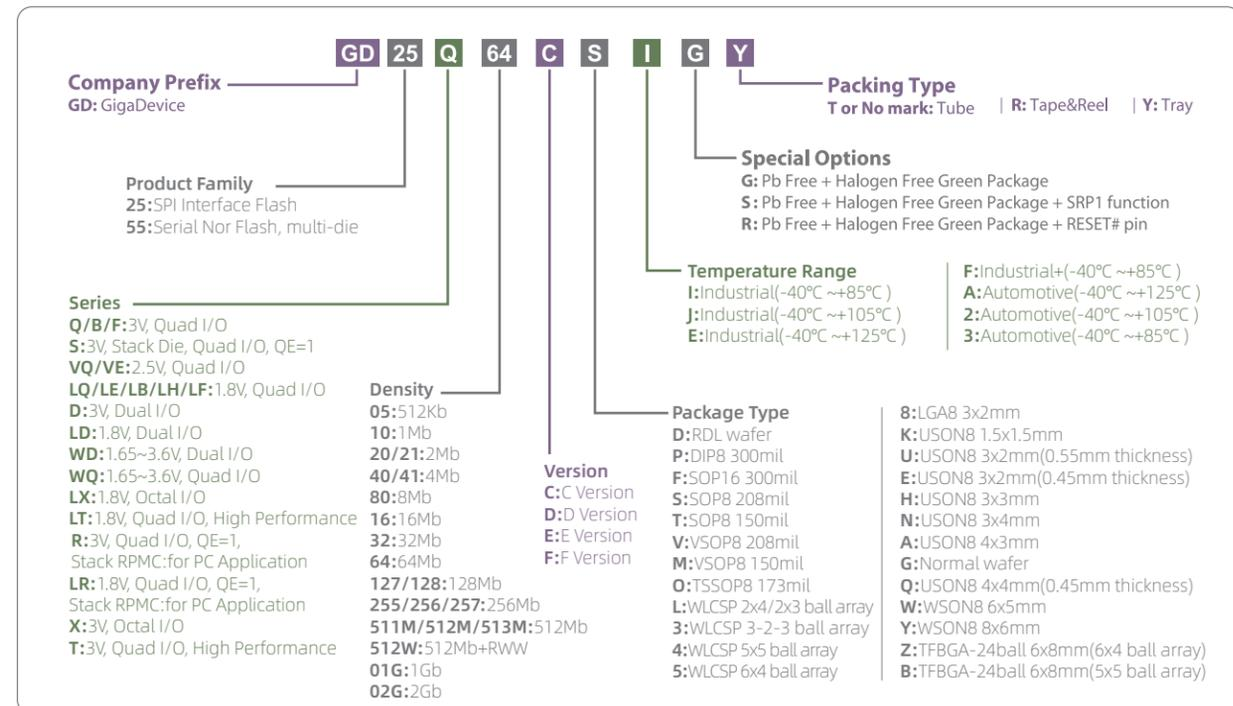 GD 25 Q 64 C S I G Y
Company Prefix
GD: GigaDevice
Packing Type
T or No mark: Tube | R: Tape&Reel | Y: Tray
Special Options
G: Pb Free + Halogen Free Green Package
S: Pb Free + Halogen Free Green Package + SRP1 function
R: Pb Free + Halogen Free Green Package + RESET# pin
Product Family
25:SPI Interface Flash
55:Serial Nor Flash, multi-die
Temperature Range
I:Industrial(-40℃ ~+85℃ )
J:Industrial(-40℃ ~+105℃ )
E:Industrial(-40℃ ~+125℃ )
F:Industrial+(-40℃ ~+85℃ )
A:Automotive(-40℃ ~+125℃ )
2:Automotive(-40℃ ~+105℃ )
3:Automotive(-40℃ ~+85℃ )
Series
Q/B/F:3V, Quad I/O
S:3V, Stack Die, Quad I/O, QE=1
VQ/VE:2.5V, Quad I/O
LQ/LE/LB/LH/LF:1.8V, Quad I/O
D:3V, Dual I/O
LD:1.8V, Dual I/O
WD:1.65~3.6V, Dual I/O
WQ:1.65~3.6V, Quad I/O
LX:1.8V, Octal I/O
LT:1.8V, Quad I/O, High Performance
R:3V, Quad I/O, QE=1,
Stack RPMC:for PC Application
LR:1.8V, Quad I/O, QE=1,
Stack RPMC:for PC Application
X:3V, Octal I/O
T:3V, Quad I/O, High Performance
Density
05:512Kb
10:1Mb
20/21:2Mb
40/41:4Mb
80:8Mb
16:16Mb
32:32Mb
64:64Mb
127/128:128Mb
255/256/257:256Mb
511M/512M/513M:512Mb
512W:512Mb+RWW
01G:1Gb
02G:2Gb
Version
C:C Version
D:D Version
E:E Version
F:F Version
Package Type
D:RDL wafer
P:DIP8 300mil
F:SOP16 300mil
S:SOP8 208mil
T:SOP8 150mil
V:VSOP8 208mil
M:VSOP8 150mil
O:TSSOP8 173mil
L:WLCSP 2x4/2x3 ball array
3:WLCSP 3-2-3 ball array
4:WLCSP 5x5 ball array
5:WLCSP 6x4 ball array
8:LGA8 3x2mm
K:USON8 1.5x1.5mm
U:USON8 3x2mm(0.55mm thickness)
E:USON8 3x2mm(0.45mm thickness)
H:USON8 3x3mm
N:USON8 3x4mm
A:USON8 4x3mm
G:Normal wafer
Q:USON8 4x4mm(0.45mm thickness)
W:WSON8 6x5mm
Y:WSON8 8x6mm
Z:TFBGA-24ball 6x8mm(6x4 ball array)
B:TFBGA-24ball 6x8mm(5x5 ball array)